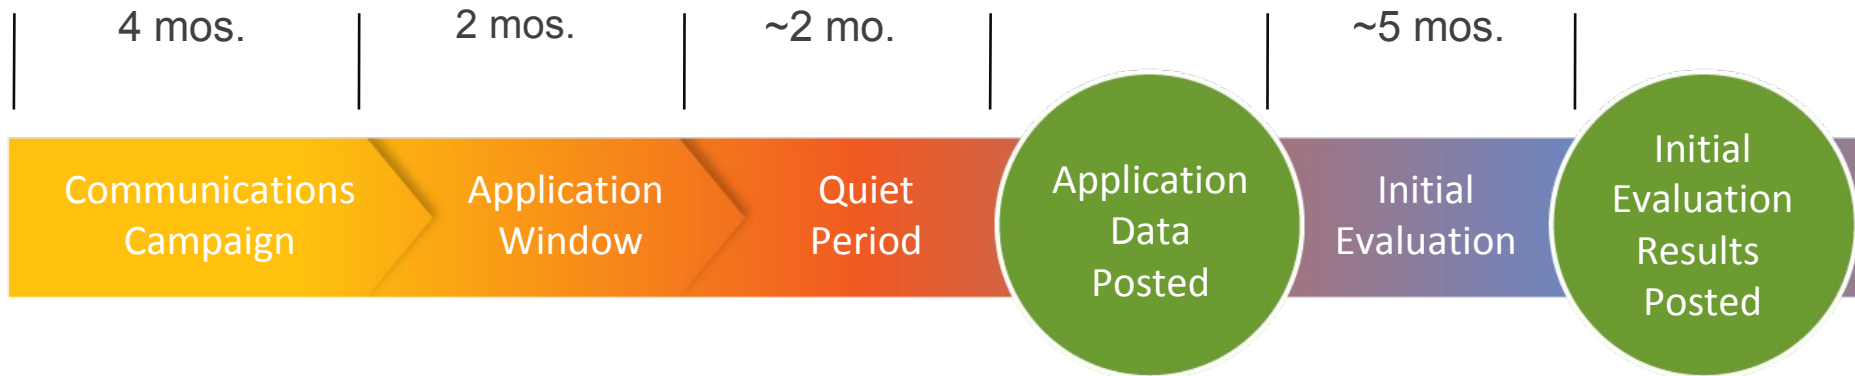 4 mos.
2 mos.
~2 mo.
~5 mos.
Communications
Campaign
Application
Window
Quiet
Period
Application
Data
Posted
Initial
Evaluation
Initial
Evaluation
Results
Posted